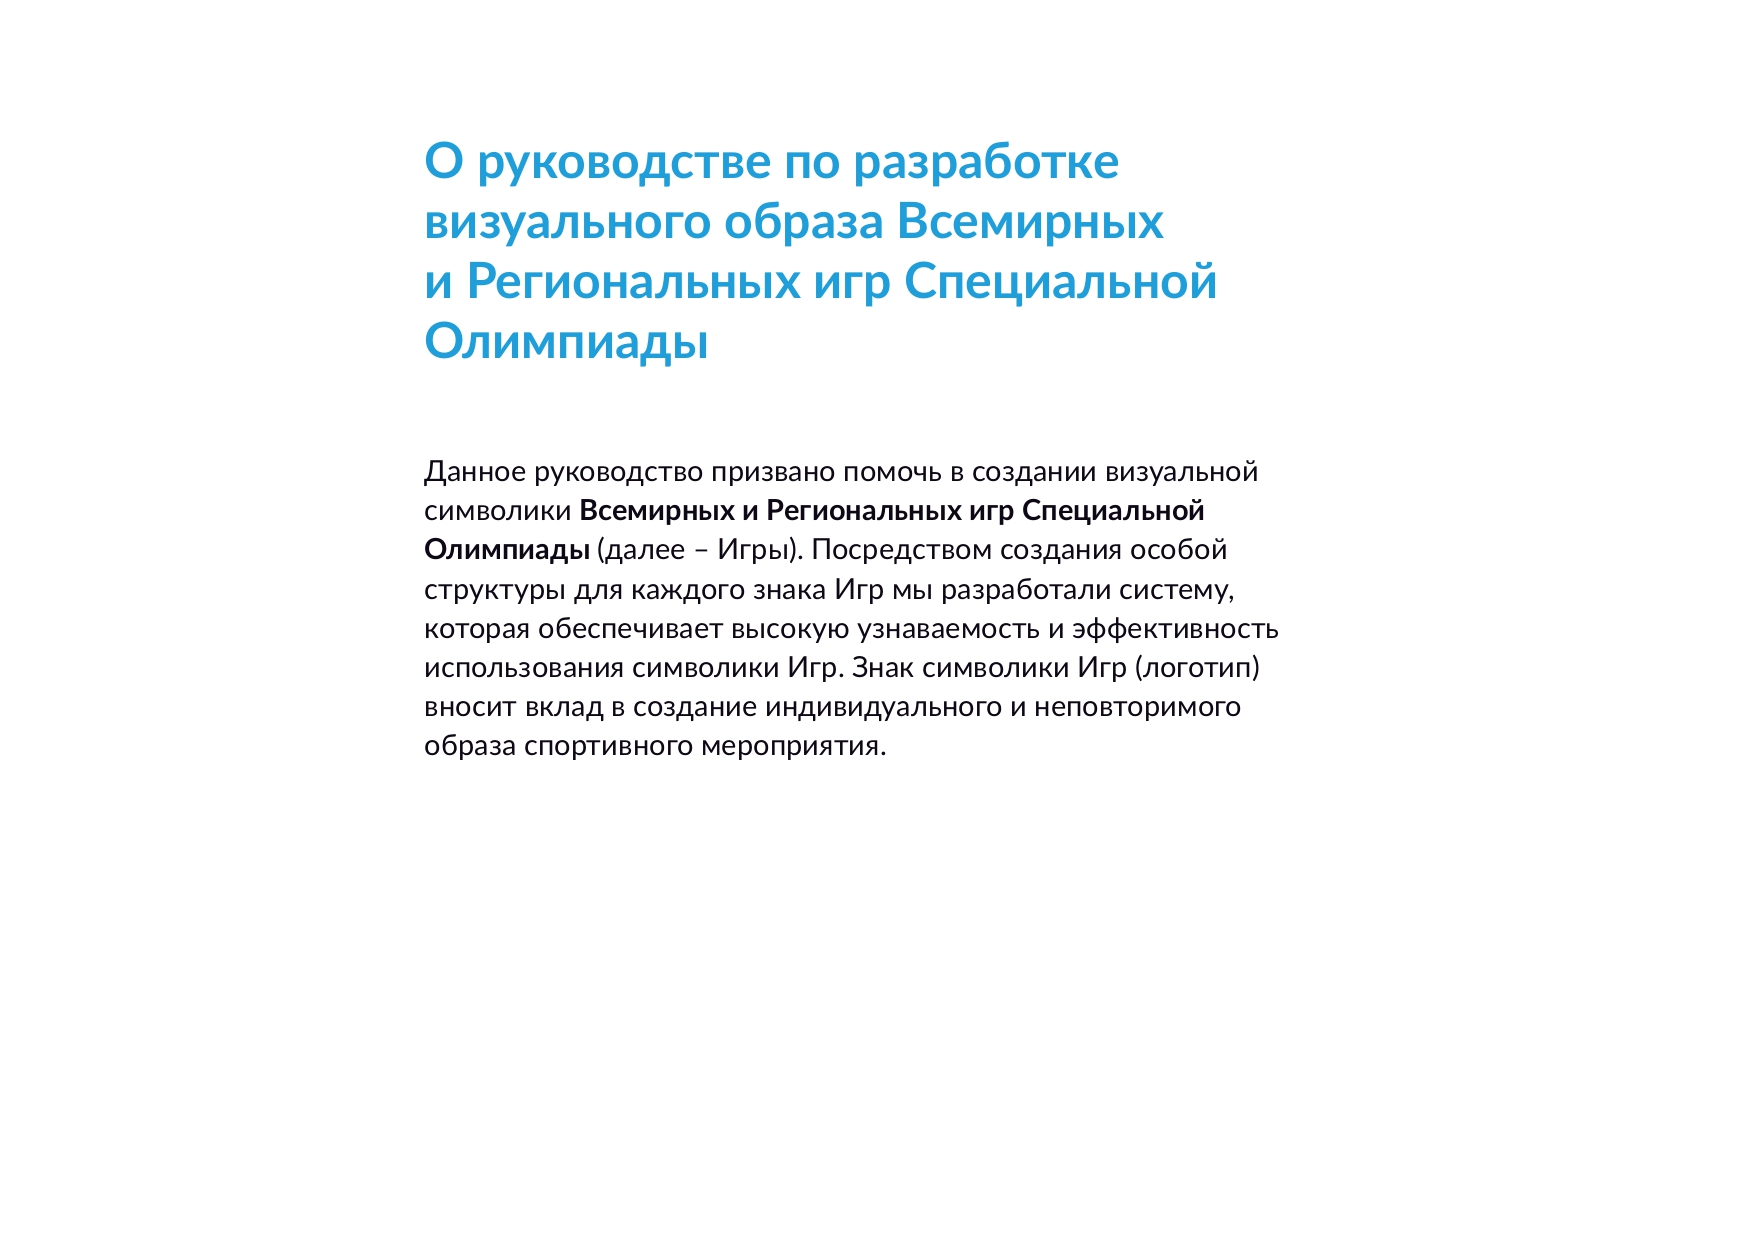 О руководстве по разработке
визуального образа Всемирных
и Региональных игр Специальной
Олимпиады
Данное руководство призвано помочь в создании визуальной
символики Всемирных и Региональных игр Специальной
Олимпиады (далее – Игры). Посредством создания особой
структуры для каждого знака Игр мы разработали систему,
которая обеспечивает высокую узнаваемость и эффективность
использования символики Игр. Знак символики Игр (логотип)
вносит вклад в создание индивидуального и неповторимого
образа спортивного мероприятия.